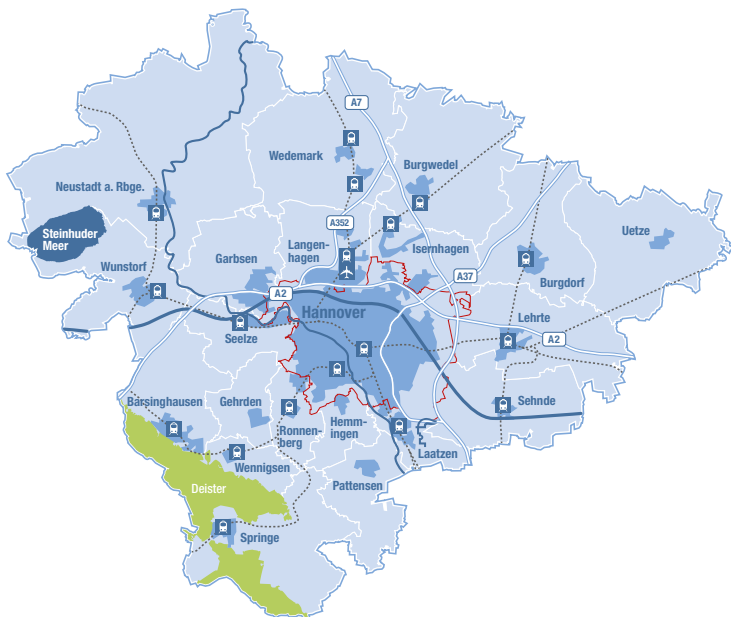 A7
Wedemark
Burgwedel
Neustadt a. Rbge.
A352
Steinhuder
Meer
Uetze
Langen-
hagen
Isernhagen
Garbsen
Wunstorf
A37
Burgdorf
A2
Hannover
Lehrte
A2
Seelze
Sehnde
Barsinghausen
Gehrden
Ronnen-
berg
Hemm-
ingen
Laatzen
Wennigsen
Pattensen
Deister
Springe